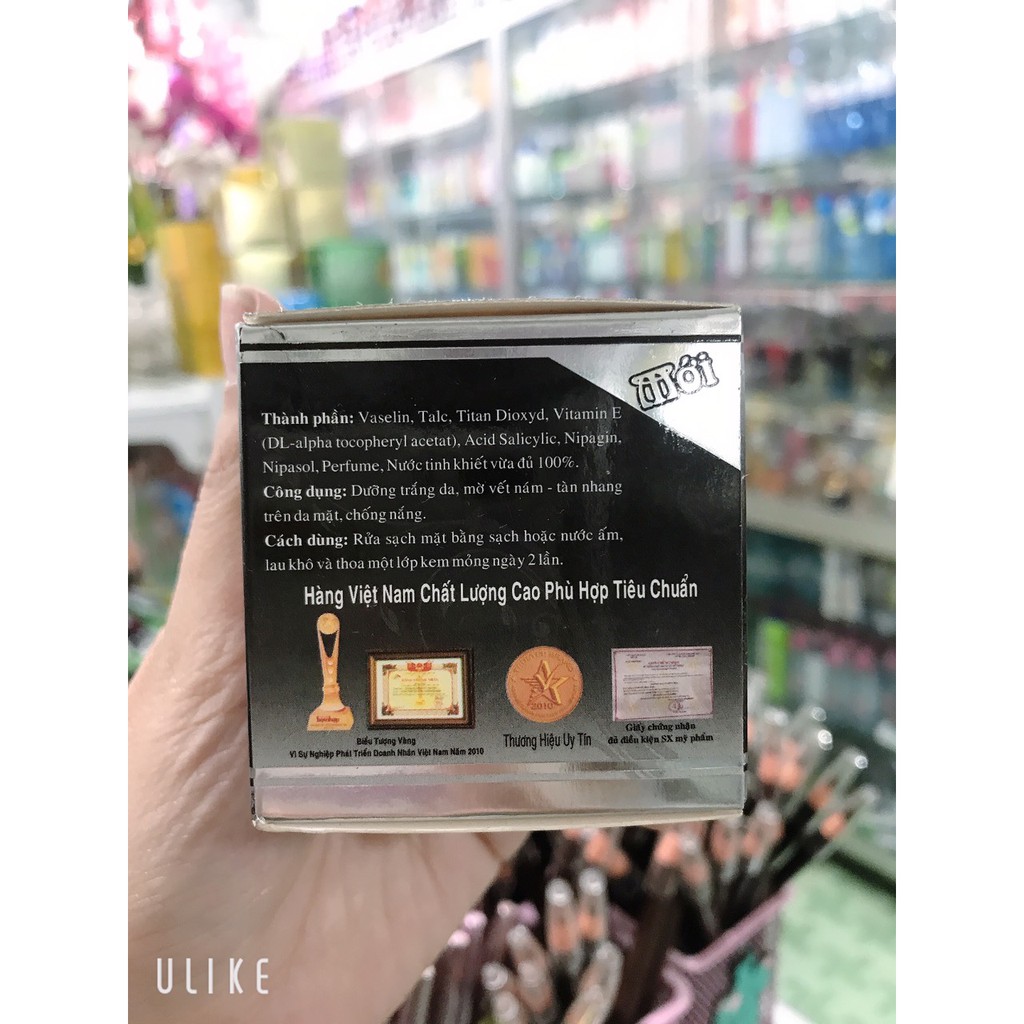 Mới
Thành phần: Vaselin, Talc, Titan Dioxyd, Vitamin E
(DL-alpha tocopheryl acetat), Acid Salicylic, Nipagin,
Nipasol, Perfume, Nước tinh khiết vừa đủ 100%.
Công dụng: Dưỡng trắng da, mờ vết nám - tàn nhang
trên da mặt, chống nắng.
Cách dùng: Rửa sạch mặt bằng sạch hoặc nước ấm,
lau khô và thoa một lớp kem mỏng ngày 2 lần.
Hàng Việt Nam Chất Lượng Cao Phù Hợp Tiêu Chuẩn
2010
Biểu Tượng Vàng
Vì Sự Nghiệp Phát Triển Doanh Nhân Việt Nam Năm 2010
Thương Hiệu Uy Tín
Giấy chứng nhận
đủ điều kiện SX mỹ phẩm
ULIKE